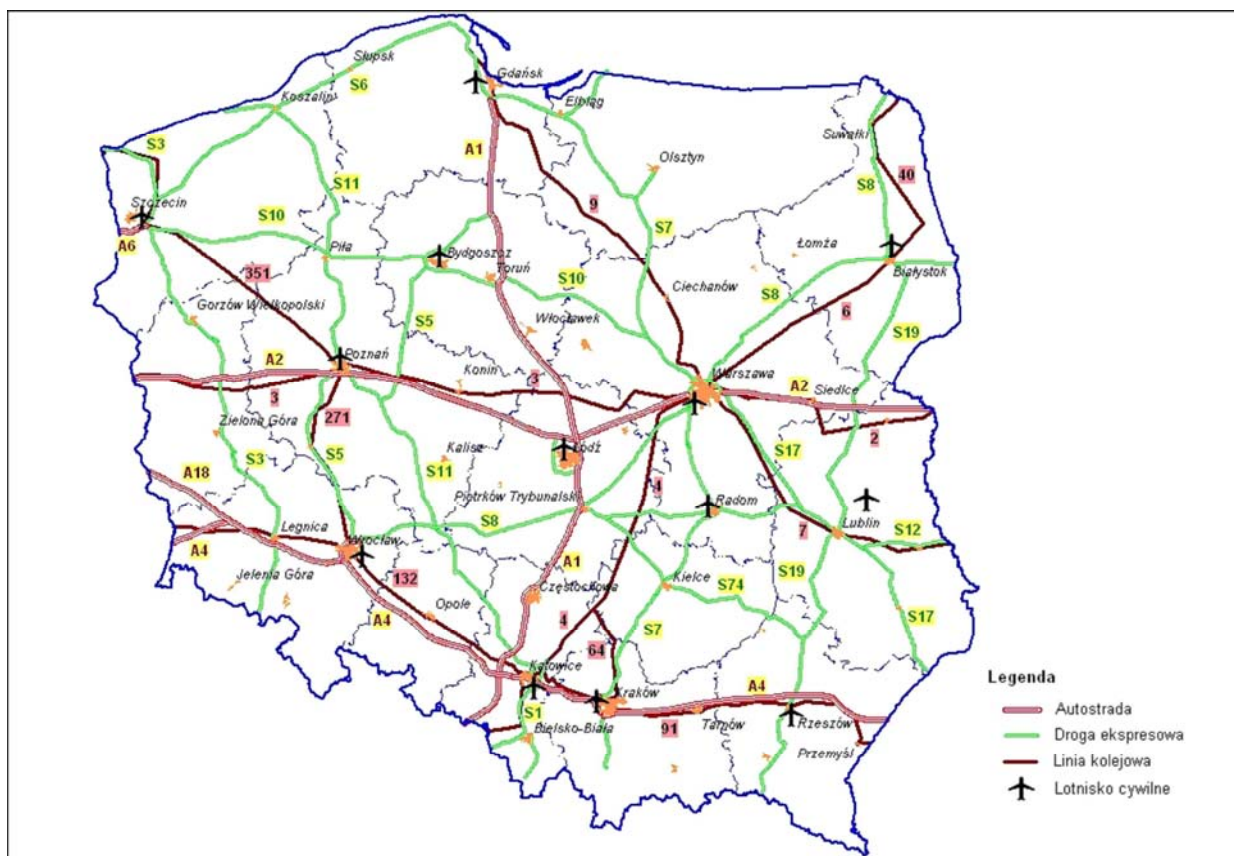 Słupsk
Gdańsk
S6
Elbląg
Koszalin
Suwałki
S3
A1
Olsztyn
40
S11
S8
Szczecin
9
S10
S7
A6
Piła
Bydgoszcz
Łomża
Białystok
351
Toruń
S10
Ciechanów
S8
Gorzów Wielkopolski
Włocławek
6
S5
S19
A2
Poznań
Konin
3
Warszawa
A2
Siedlce
3
271
2
Zielona Góra
Kalisz
Łódź
S17
S5
S3
S11
A18
Piotrków Trybunalski
4
Radom
Legnica
S8
7
Lublin
S12
Wrocław
A4
A1
S19
Jelenia Góra
132
Częstochowa
Kielce
S74
Opole
A4
4
S7
S17
64
Katowice
Kraków
A4
Legenda
S1
Autostrada
Bielsko-Biała
91
Tarnów
Rzeszów
Droga ekspresowa
Przemyśl
Linia kolejowa
Lotnisko cywilne